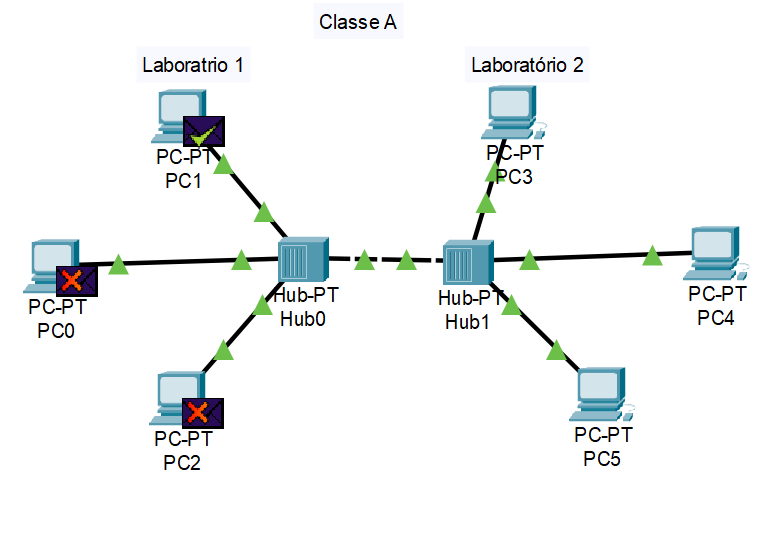 Classe A
Laboratrio 1
Laboratório 2
PC-PT
PC1
PC-PT
PC3
PC-PT
PC0
Hub-PT
Hub0
Hub-PT
Hub1
PC-PT
PC4
PC-PT
PC2
PC-PT
PC5